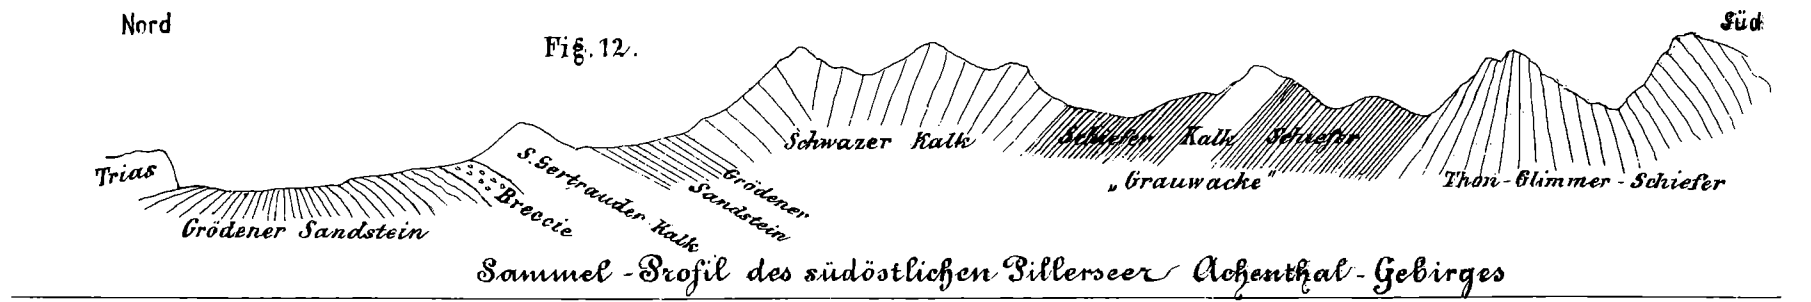 Nord
Süd
Fig. 12.
Trias
Grödener Sandstein
Breccie
S. Gertrauder Kalk
Grödener
Sandstein
Schwazer Kalk
Schiefer Kalk Schiefer
„Grauwacke"
Thon-Glimmer-Schiefer
Sammel-Profil des südöstlichen Pillerseer Achenthal-Gebirges